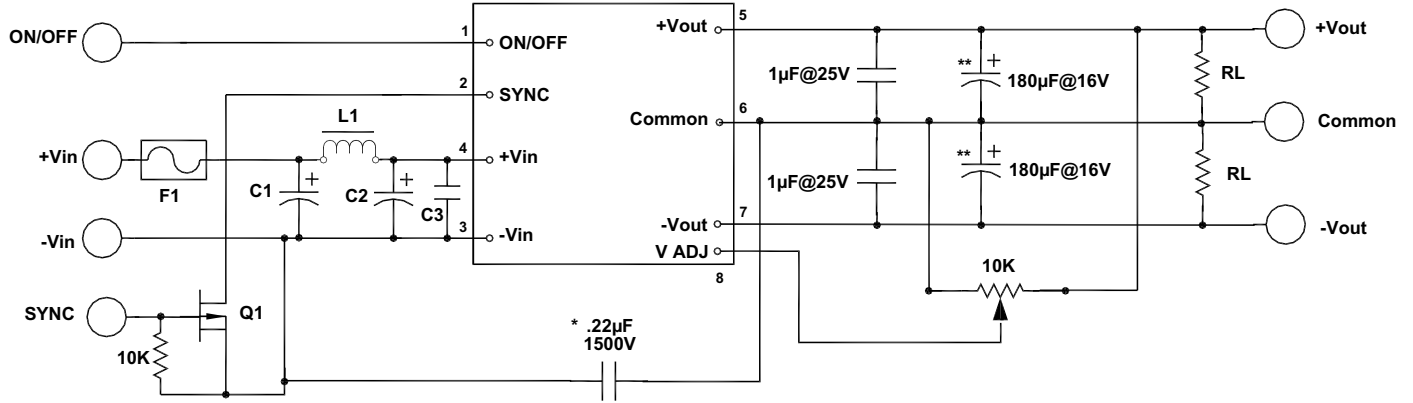 ON/OFF
1
ON/OFF
2
SYNC
L1
+Vin
F1
4
+Vin
C1
+
C2
+
C3
-Vin
3
-Vin
SYNC
Q1
10K
5
+Vout
1µF@25V
** +
180µF@16V
RL
+Vout
6
Common
Common
1µF@25V
** +
180µF@16V
RL
7
-Vout
-Vout
V ADJ
8
10K
* .22µF
1500V